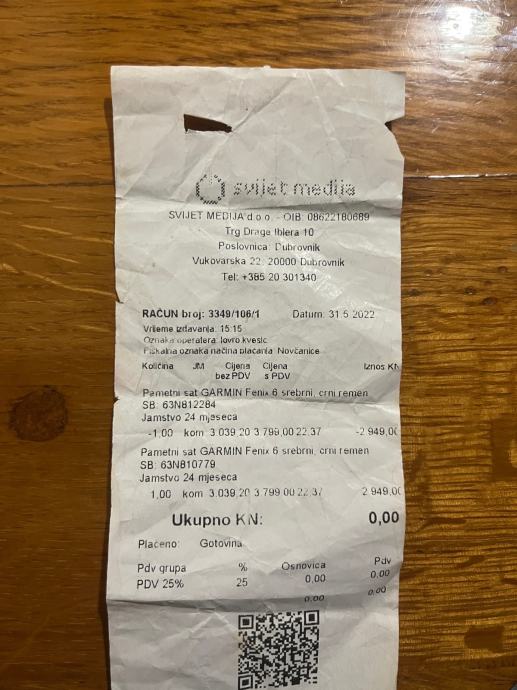 svijet media
SVIJET MEDIJA d.o.o. - OIB: 08622180689
Trg Drage Iblera 10
Poslovnica: Dubrovnik
Vukovarska 22, 20000 Dubrovnik
Tel: +385 20 301340
RAČUN broj: 3349/106/1 Datum: 31.5.2022
Vrijeme izdavanja: 15:15
Oznaka operatera: lovro kvesic
Fiskalna oznaka načina plaćanja Novčanice
Količina JM Cijena Cijena Iznos KN
bez PDV s PDV
Pametni sat GARMIN Fenix 6 srebrni, crni remen
SB: 63N812284
Jamstvo 24 mjeseca
-1,00 kom 3.039,20 3.799,00 22,37 -2 949,00
Pametni sat GARMIN Fenix 6 srebrni, crni remen
SB: 63N810779
Jamstvo 24 mjeseca
1,00 kom 3.039,20 3.799,00 22,37 2 949,00
Ukupno KN: 0,00
Plaćeno: Gotovina
Pdv grupa % Osnovica Pdv
PDV 25% 25 0,00 0,00
0,00 0,00